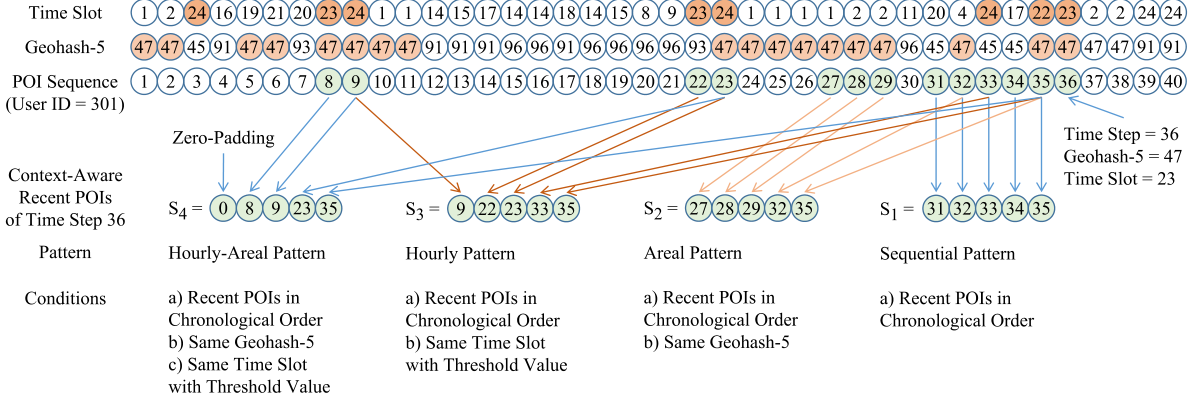 Time Slot 1 2 24 16 19 21 20 23 24 1 1 14 15 17 14 14 18 14 15 8 9 23 24 1 1 1 1 1 2 11 20 4 24 17 22 23 2 2 24 24
Geohash-5 47 47 45 91 47 47 93 47 47 47 47 91 91 91 96 96 91 96 96 96 96 93 47 47 47 47 47 47 47 96 45 47 45 45 47 47 47 47 91 91
POI Sequence 1 2 3 4 5 6 7 8 9 10 11 12 13 14 15 16 17 18 19 20 21 22 23 24 25 26 27 28 29 30 31 32 33 34 35 36 37 38 39 40
(User ID = 301)
Zero-Padding
Time Step = 36
Geohash-5 = 47
Time Slot = 23
Context-Aware
Recent POIs
of Time Step 36
S4 = 0 8 9 23 35
S3 = 9 22 23 33 35
S2 = 27 28 29 32 35
S1 = 31 32 33 34 35
Pattern
Hourly-Areal Pattern
Hourly Pattern
Areal Pattern
Sequential Pattern
Conditions
a) Recent POIs in
Chronological Order
b) Same Geohash-5
c) Same Time Slot
with Threshold Value
a) Recent POIs in
Chronological Order
b) Same Time Slot
with Threshold Value
a) Recent POIs in
Chronological Order
b) Same Geohash-5
a) Recent POIs in
Chronological Order